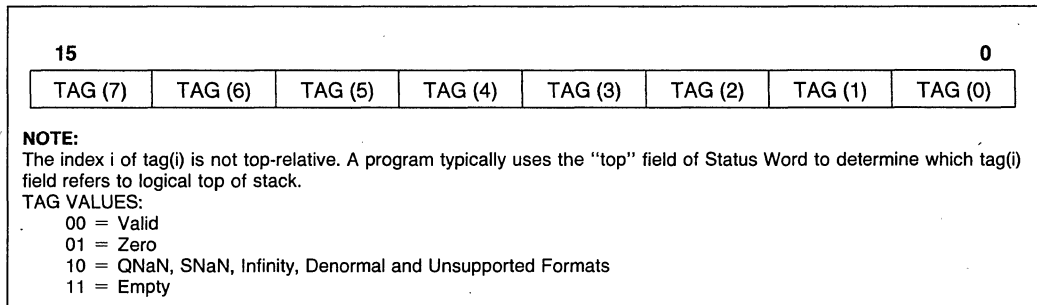 15 0
TAG (7) TAG (6) TAG (5) TAG (4) TAG (3) TAG (2) TAG (1) TAG (0)
NOTE:
The index i of tag(i) is not top-relative. A program typically uses the "top" field of Status Word to determine which tag(i)
field refers to logical top of stack.
TAG VALUES:
00 = Valid
01 = Zero
10 = QNaN, SNaN, Infinity, Denormal and Unsupported Formats
11 = Empty